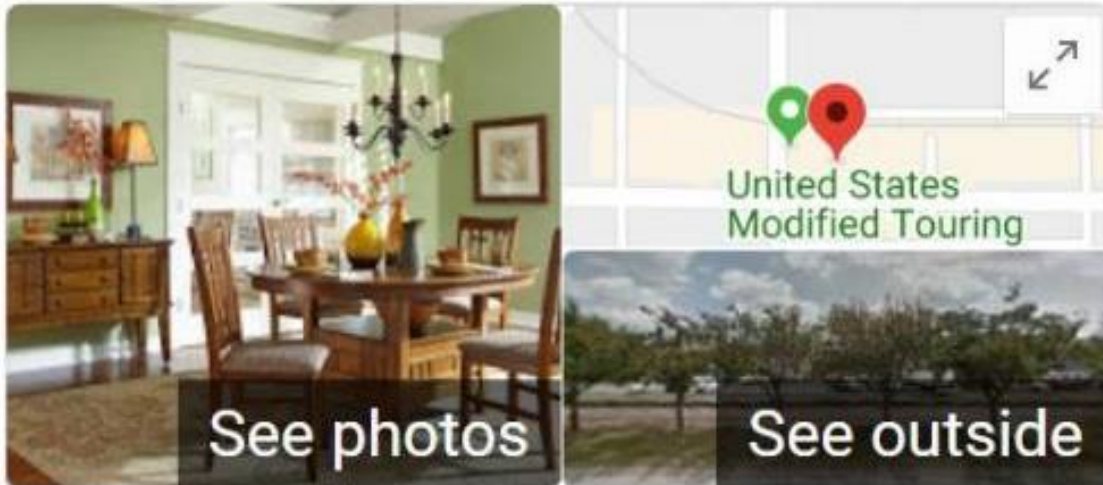 United States
Modified Touring
See photos
See outside